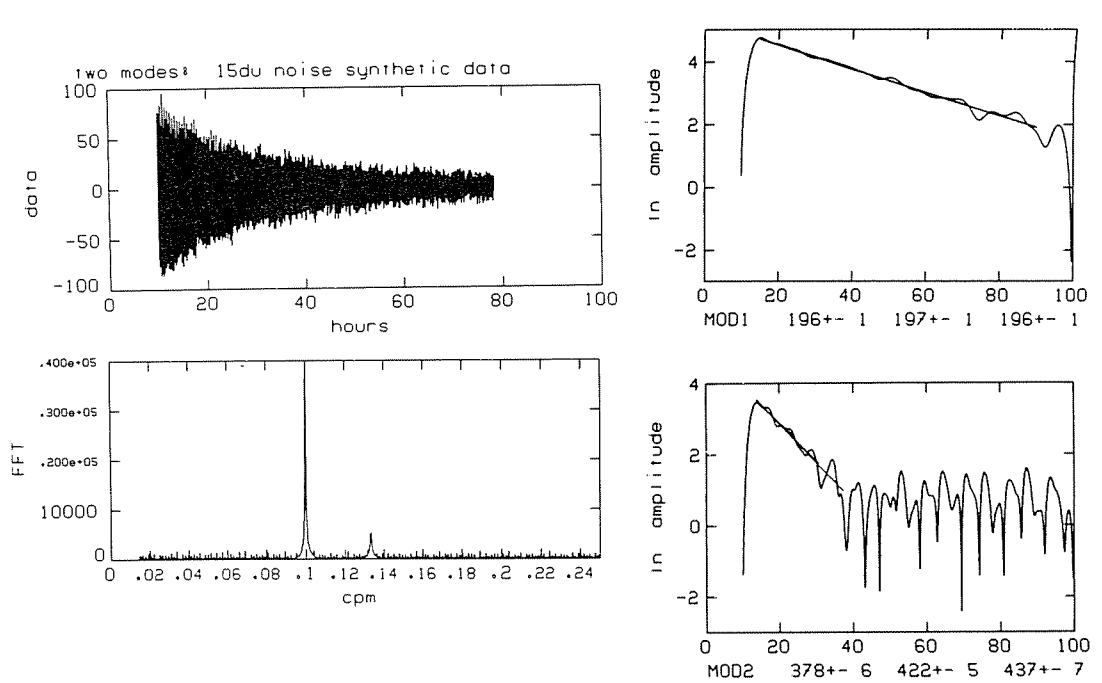 two modes: 15du noise synthetic data
100
50
0
-50
-100
data
0 20 40 60 80 100
hours
.400e+05
.300e+05
.200e+05
10000
0
FFT
0 .02 .04 .06 .08 .1 .12 .14 .16 .18 .2 .22 .24
cpm
4
2
0
-2
ln amplitude
0 20 40 60 80 100
MOD1 196+- 1 197+- 1 196+- 1
4
2
0
-2
ln amplitude
0 20 40 60 80 100
MOD2 378+- 6 422+- 5 437+- 7